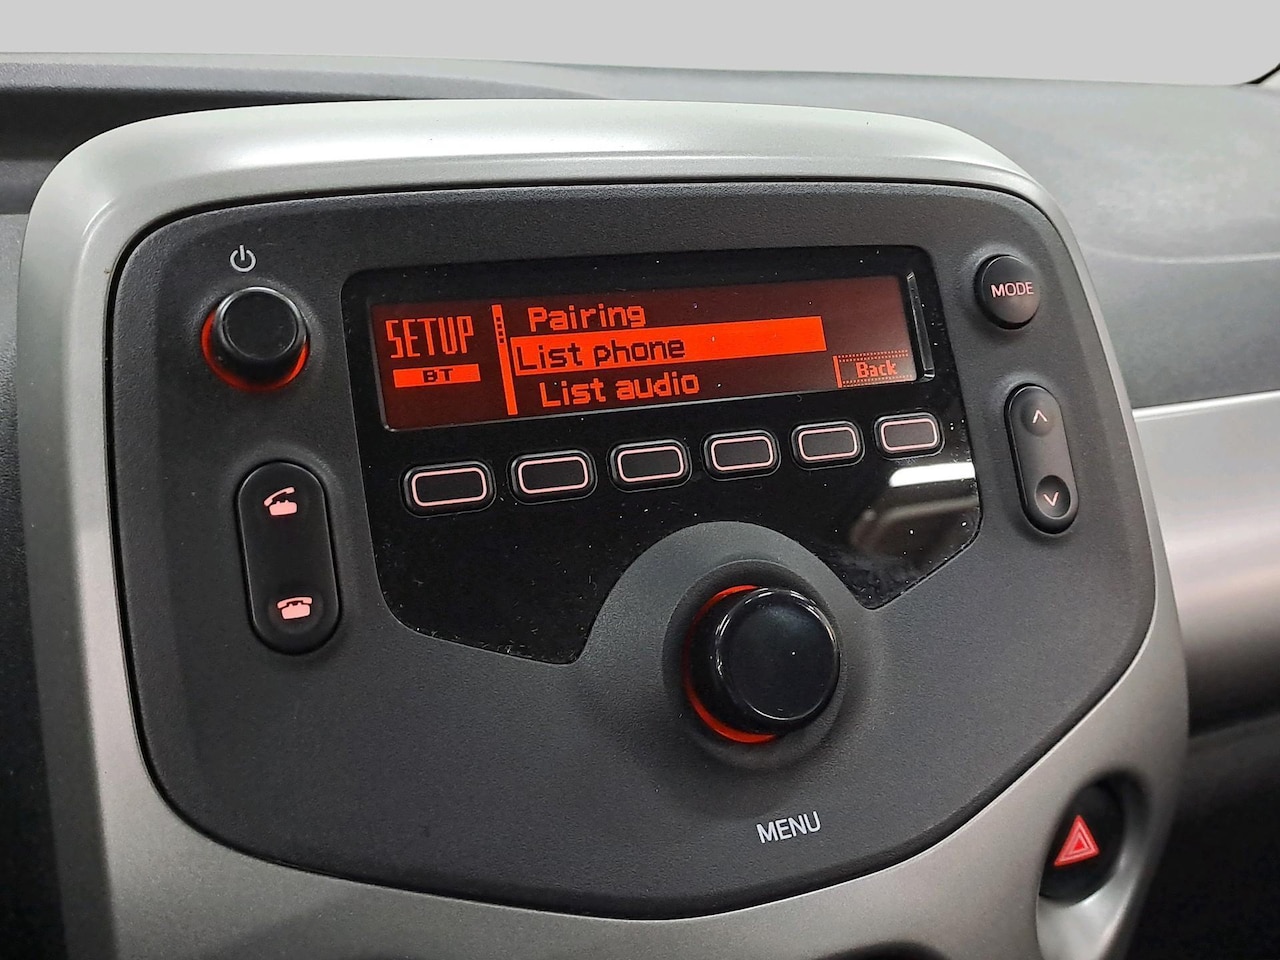 SETUP
BT
Pairing
List phone
List audio
Back
MODE
MENU